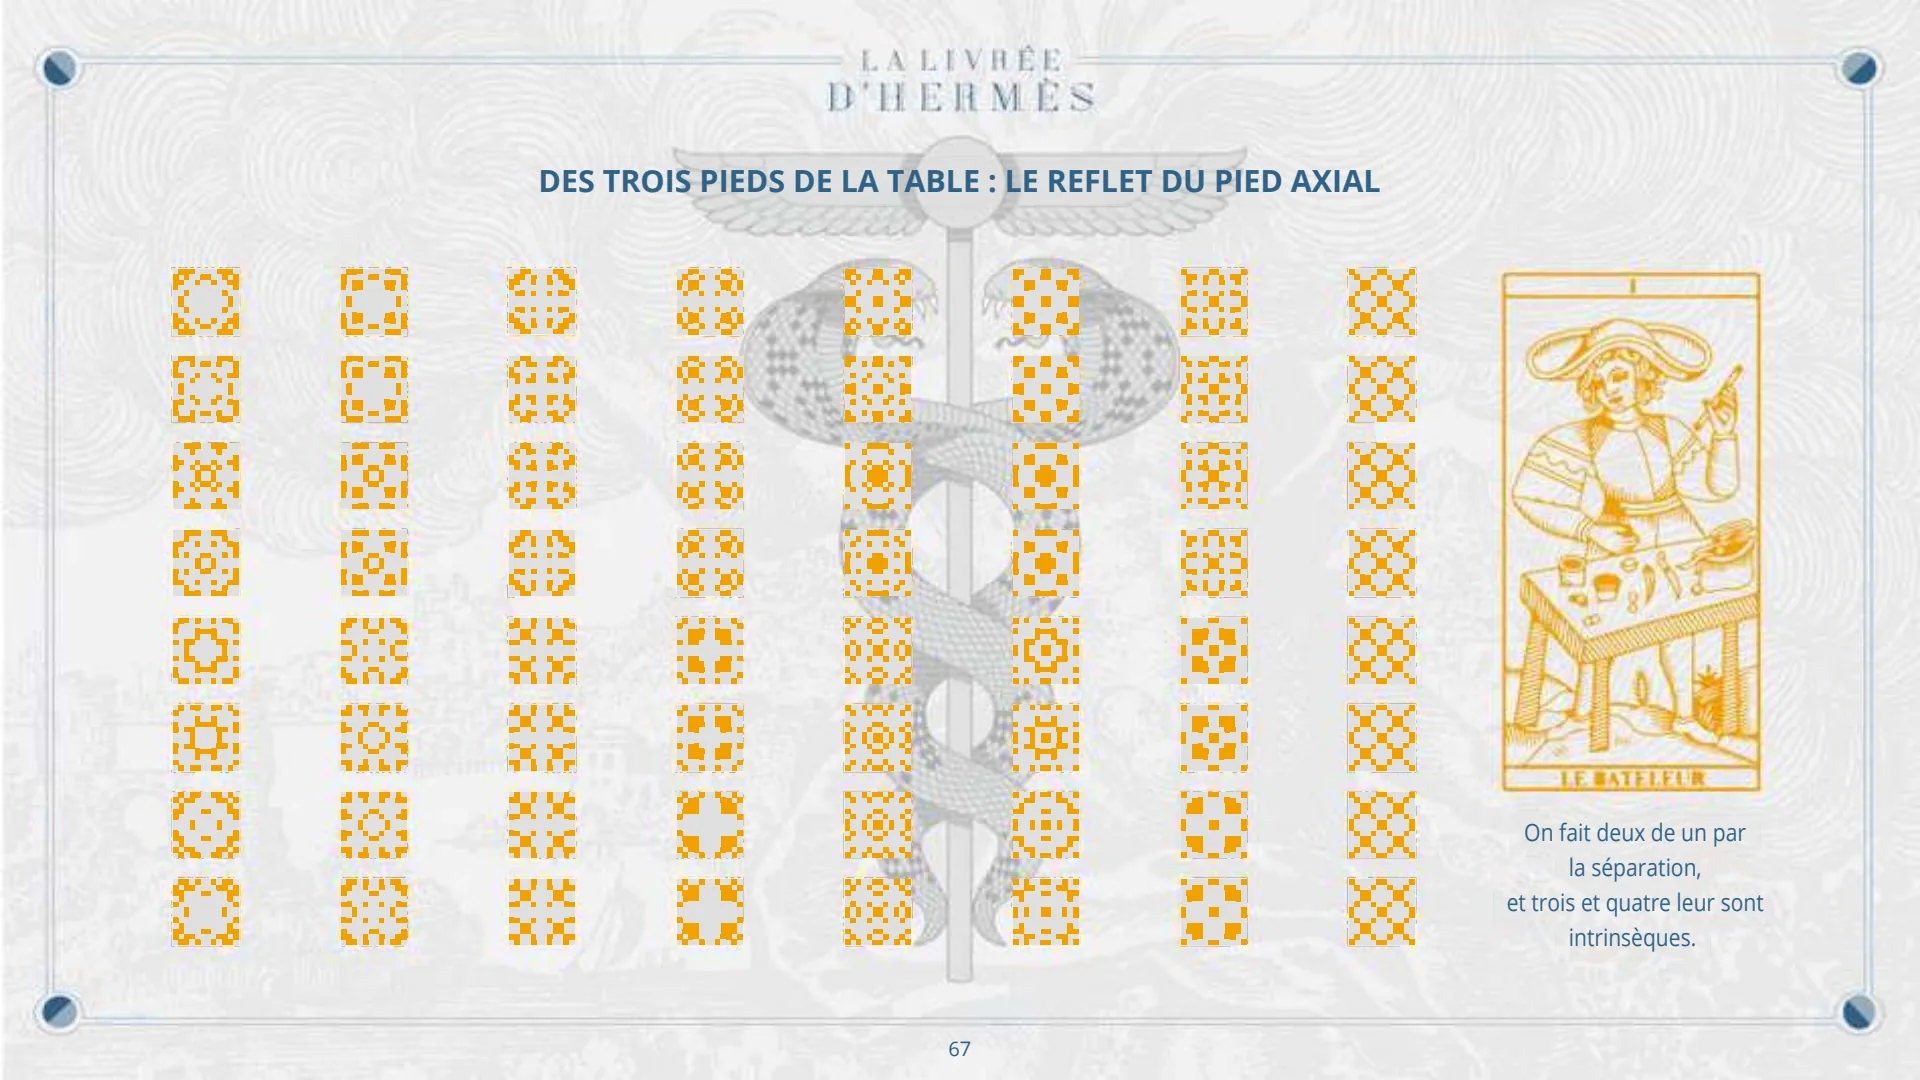 LA LIVRÉE
D'HERMÈS
DES TROIS PIEDS DE LA TABLE : LE REFLET DU PIED AXIAL
I
LE BATELEUR
On fait deux de un par
la séparation,
et trois et quatre leur sont
intrinsèques.
67